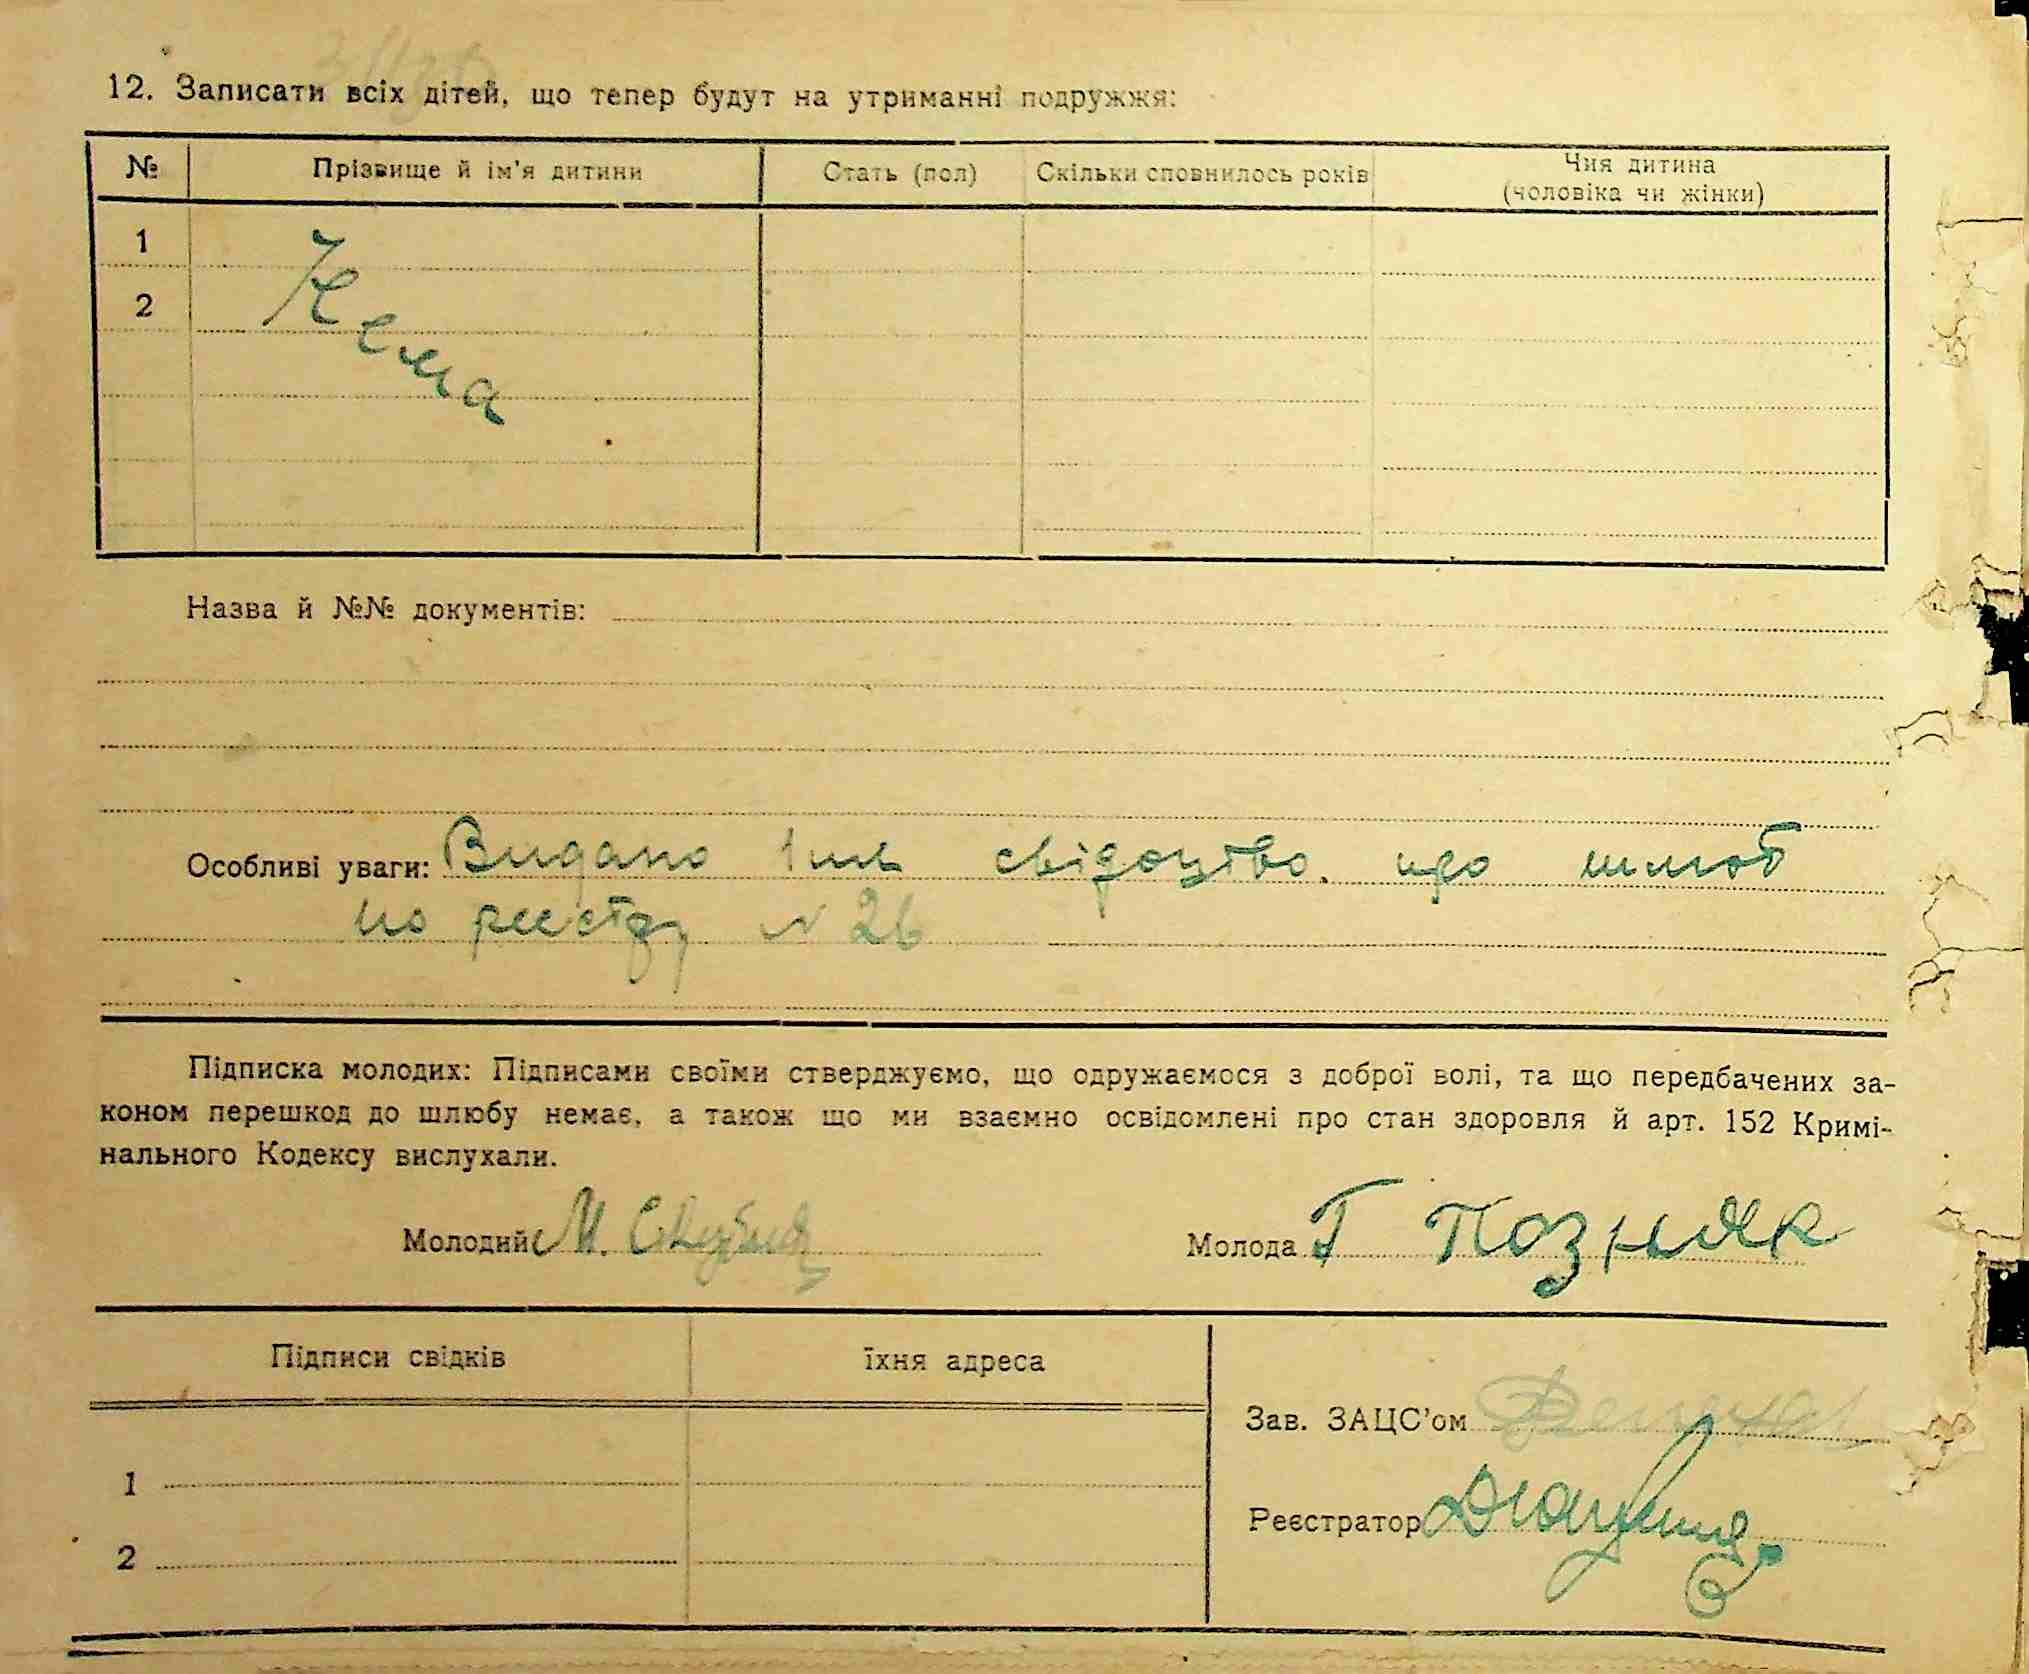 12. Записати всіх дітей, що тепер будут на утриманні подружжя:
№ Прізвище й ім'я дитини Стать (пол) Скільки сповнилось років Чия дитина
(чоловіка чи жінки)
1
2
Нема
Назва й №№ документів:
Особливі уваги: Видано свідоцтво про шлюб
по реєстру N 26
Підписка молодих: Підписами своїми стверджуємо, що одружаємося з доброї волі, та що передбачених за-
коном перешкод до шлюбу немає, а також що ми взаємно освідомлені про стан здоровля й арт. 152 Кримі-
нального Кодексу вислухали.
Молодий М. Молода Г Позняк
Підписи свідків їхня адреса
Зав. ЗАЦС'ом
1
Реєстратор
2